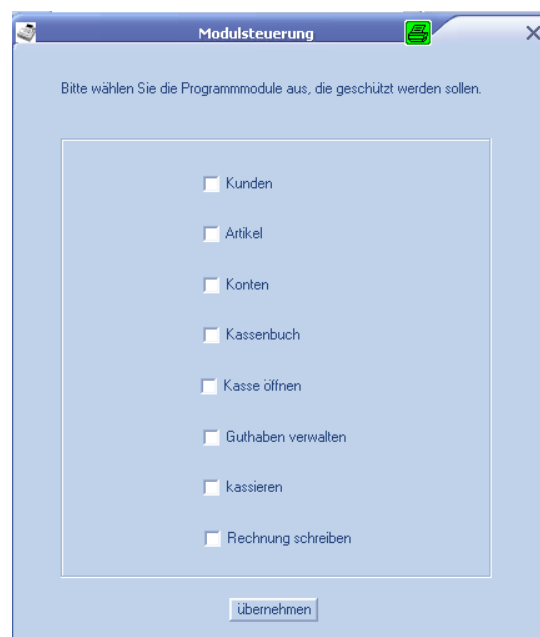 Modulsteuerung
Bitte wählen Sie die Programmmodule aus, die geschützt werden sollen.
Kunden
Artikel
Konten
Kassenbuch
Kasse öffnen
Guthaben verwalten
kassieren
Rechnung schreiben
übernehmen